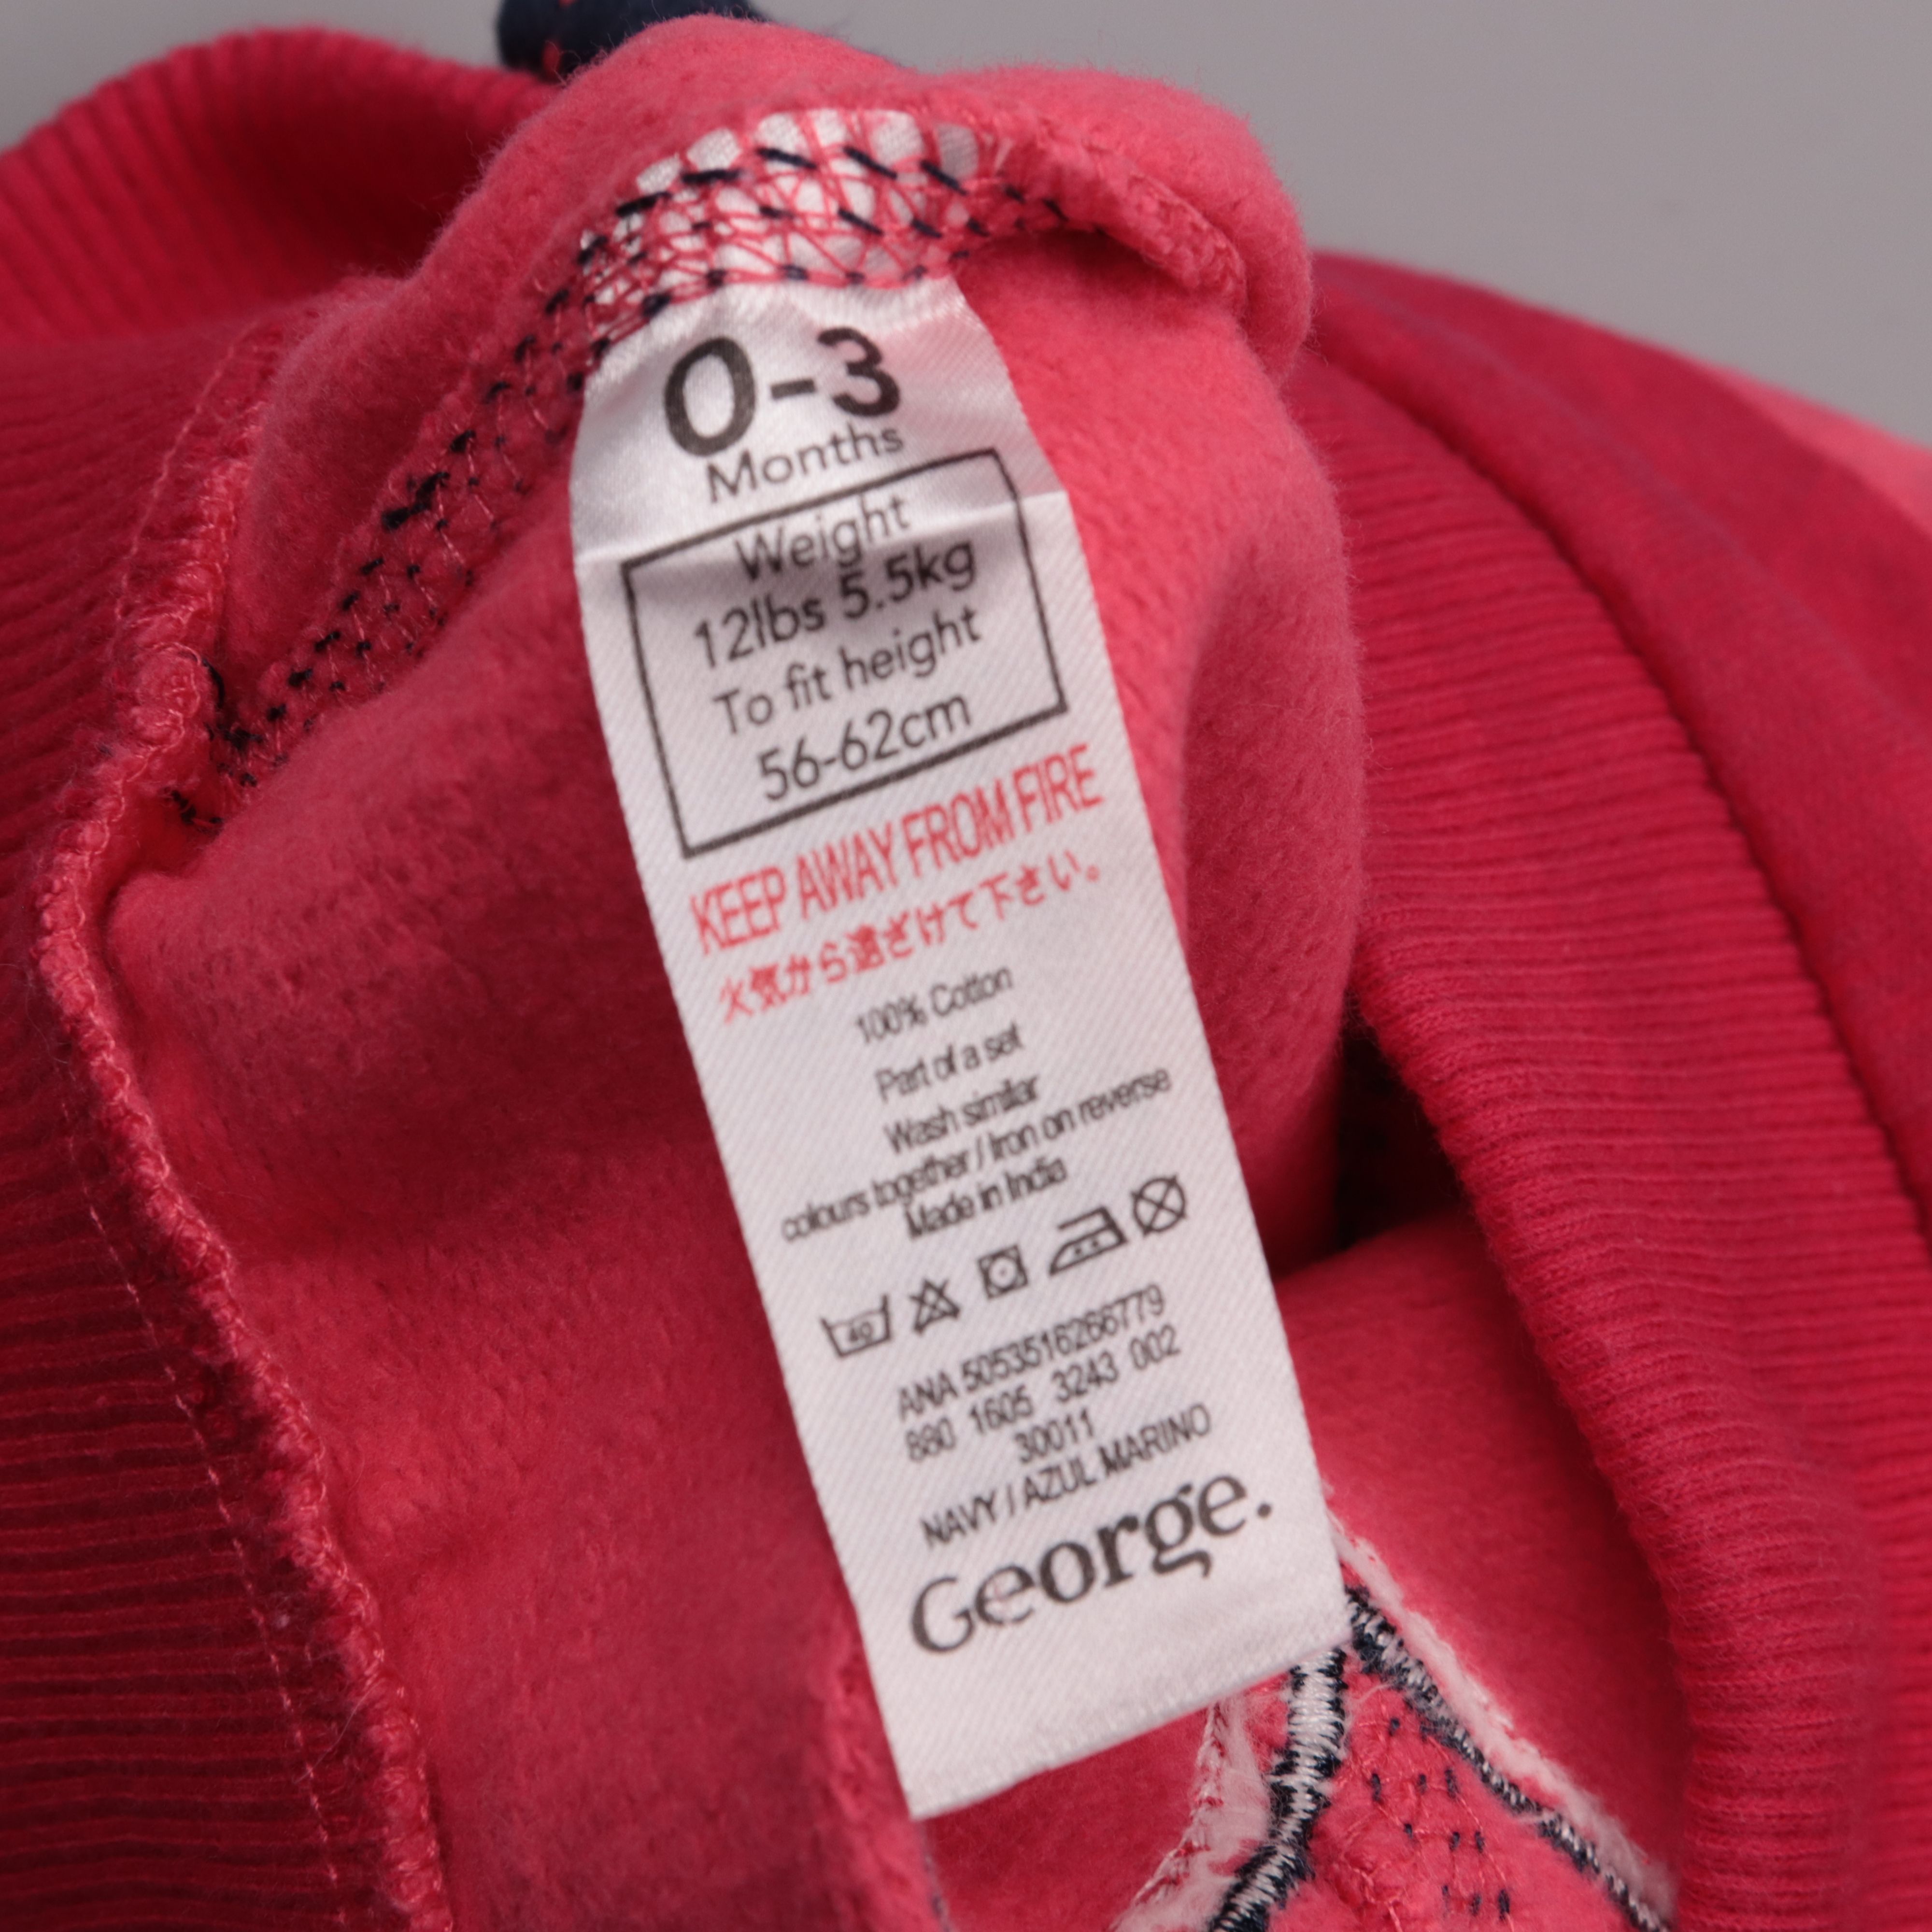 0-3
Months
Weight
12lbs 5.5kg
To fit height
56-62cm
KEEP AWAY FROM FIRE
火気から遠ざけて下さい。
100% Cotton
Part of a set
Wash similar
colours together / Iron on reverse
Made in India
40
ANA 5053516266779
880 1605 3243 002
30011
NAVY / AZUL MARINO
George.